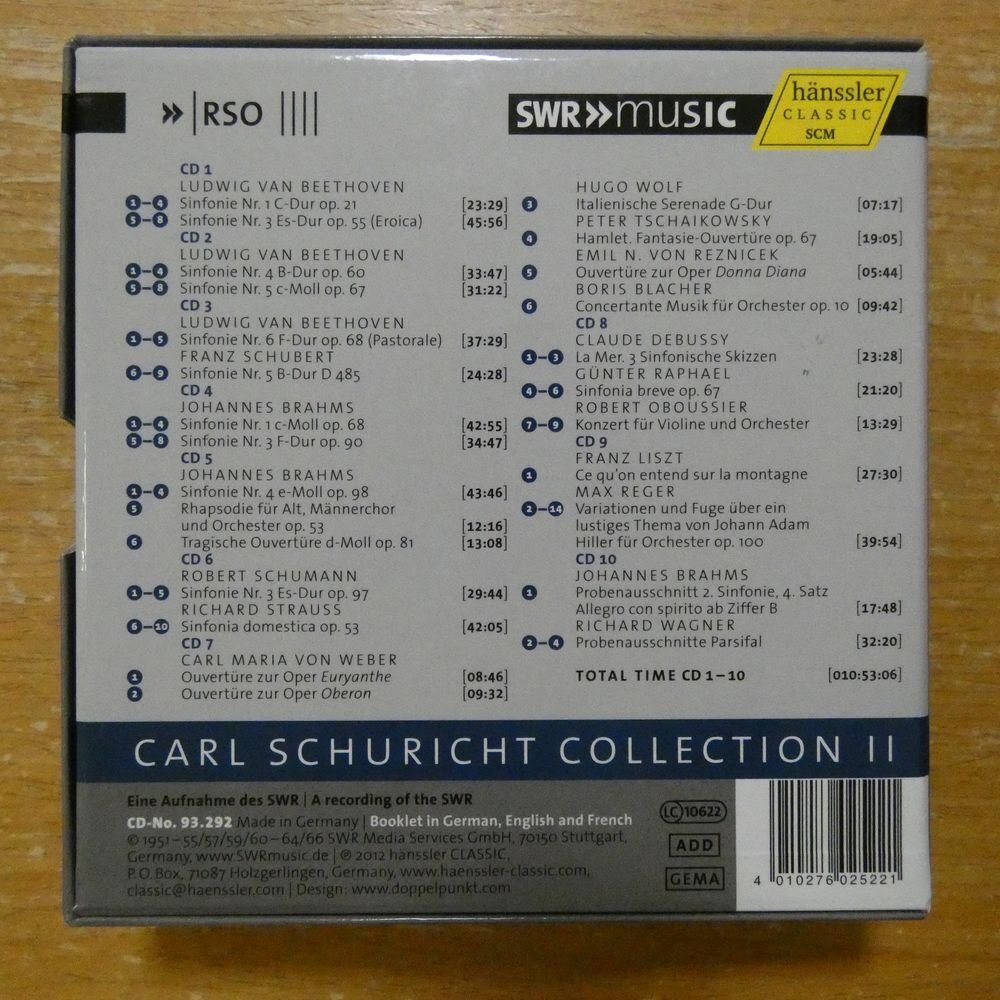 »|RSO||||
SWR»music
hänssler
CLASSIC
SCM
CD 1
LUDWIG VAN BEETHOVEN
1–4 Sinfonie Nr. 1 C-Dur op. 21 [23:29]
5–8 Sinfonie Nr. 3 Es-Dur op. 55 (Eroica) [45:56]
CD 2
LUDWIG VAN BEETHOVEN
1–4 Sinfonie Nr. 4 B-Dur op. 60 [33:47]
5–8 Sinfonie Nr. 5 c-Moll op. 67 [31:22]
CD 3
LUDWIG VAN BEETHOVEN
1–5 Sinfonie Nr. 6 F-Dur op. 68 (Pastorale) [37:29]
FRANZ SCHUBERT
6–9 Sinfonie Nr. 5 B-Dur D 485 [24:28]
CD 4
JOHANNES BRAHMS
1–4 Sinfonie Nr. 1 c-Moll op. 68 [42:55]
5–8 Sinfonie Nr. 3 F-Dur op. 90 [34:47]
CD 5
JOHANNES BRAHMS
1–4 Sinfonie Nr. 4 e-Moll op. 98 [43:46]
5 Rhapsodie für Alt, Männerchor
und Orchester op. 53 [12:16]
6 Tragische Ouvertüre d-Moll op. 81 [13:08]
CD 6
ROBERT SCHUMANN
1–5 Sinfonie Nr. 3 Es-Dur op. 97 [29:44]
RICHARD STRAUSS
6–10 Sinfonia domestica op. 53 [42:05]
CD 7
CARL MARIA VON WEBER
1 Ouvertüre zur Oper Euryanthe [08:46]
2 Ouvertüre zur Oper Oberon [09:32]
HUGO WOLF
3 Italienische Serenade G-Dur [07:17]
PETER TSCHAIKOWSKY
4 Hamlet. Fantasie-Ouvertüre op. 67 [19:05]
EMIL N. VON REZNICEK
5 Ouvertüre zur Oper Donna Diana [05:44]
BORIS BLACHER
6 Concertante Musik für Orchester op. 10 [09:42]
CD 8
CLAUDE DEBUSSY
1–3 La Mer. 3 Sinfonische Skizzen [23:28]
GÜNTER RAPHAEL
4–6 Sinfonia breve op. 67 [21:20]
ROBERT OBOUSSIER
7–9 Konzert für Violine und Orchester [13:29]
CD 9
FRANZ LISZT
1 Ce qu'on entend sur la montagne [27:30]
MAX REGER
2–14 Variationen und Fuge über ein
lustiges Thema von Johann Adam
Hiller für Orchester op. 100 [39:54]
CD 10
JOHANNES BRAHMS
1 Probenausschnitt 2. Sinfonie, 4. Satz
Allegro con spirito ab Ziffer B [17:48]
RICHARD WAGNER
2–4 Probenausschnitte Parsifal [32:20]
TOTAL TIME CD 1–10 [010:53:06]
CARL SCHURICHT COLLECTION II
Eine Aufnahme des SWR | A recording of the SWR
CD-No. 93.292 Made in Germany | Booklet in German, English and French
© 1951–55/57/59/60–64/66 SWR Media Services GmbH, 70150 Stuttgart,
Germany, www.SWRmusic.de | ℗ 2012 hänssler CLASSIC,
P.O. Box, 71087 Holzgerlingen, Germany, www.haenssler-classic.com,
classic@haenssler.com | Design: www.doppelpunkt.com
LC 10622
ADD
GEMA
4 010276 025221